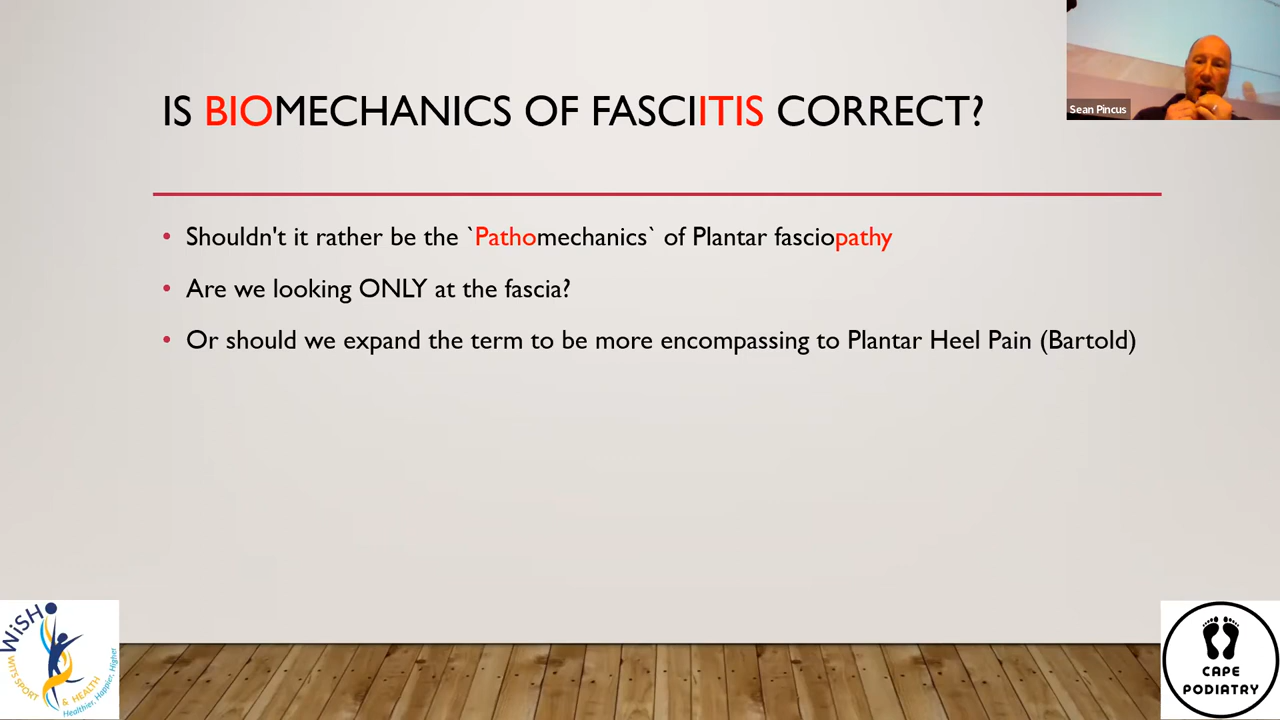 IS BIOMECHANICS OF FASCIITIS CORRECT?
Sean Pincus
• Shouldn't it rather be the `Pathomechanics` of Plantar fasciopathy
• Are we looking ONLY at the fascia?
• Or should we expand the term to be more encompassing to Plantar Heel Pain (Bartold)
WiSH
WITS SPORT & HEALTH
Healthier, Happier, Higher
CAPE
PODIATRY